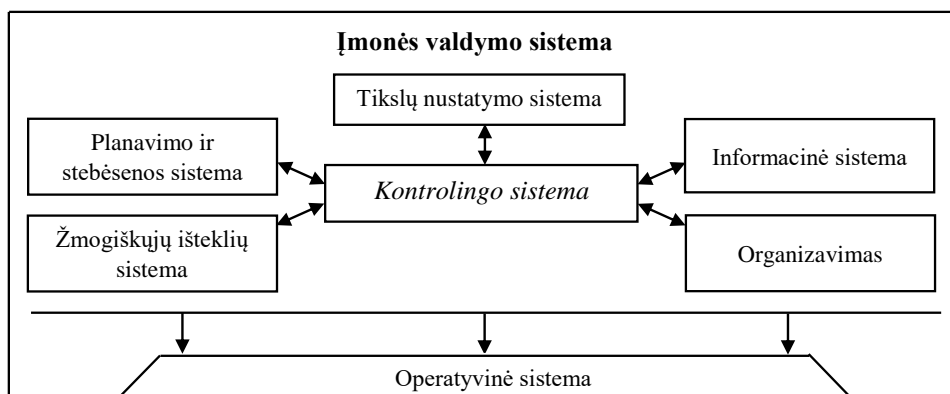 Įmonės valdymo sistema
Tikslų nustatymo sistema
Planavimo ir
stebėsenos sistema
Informacinė sistema
Kontrolingo sistema
Žmogiškųjų išteklių
sistema
Organizavimas
Operatyvinė sistema